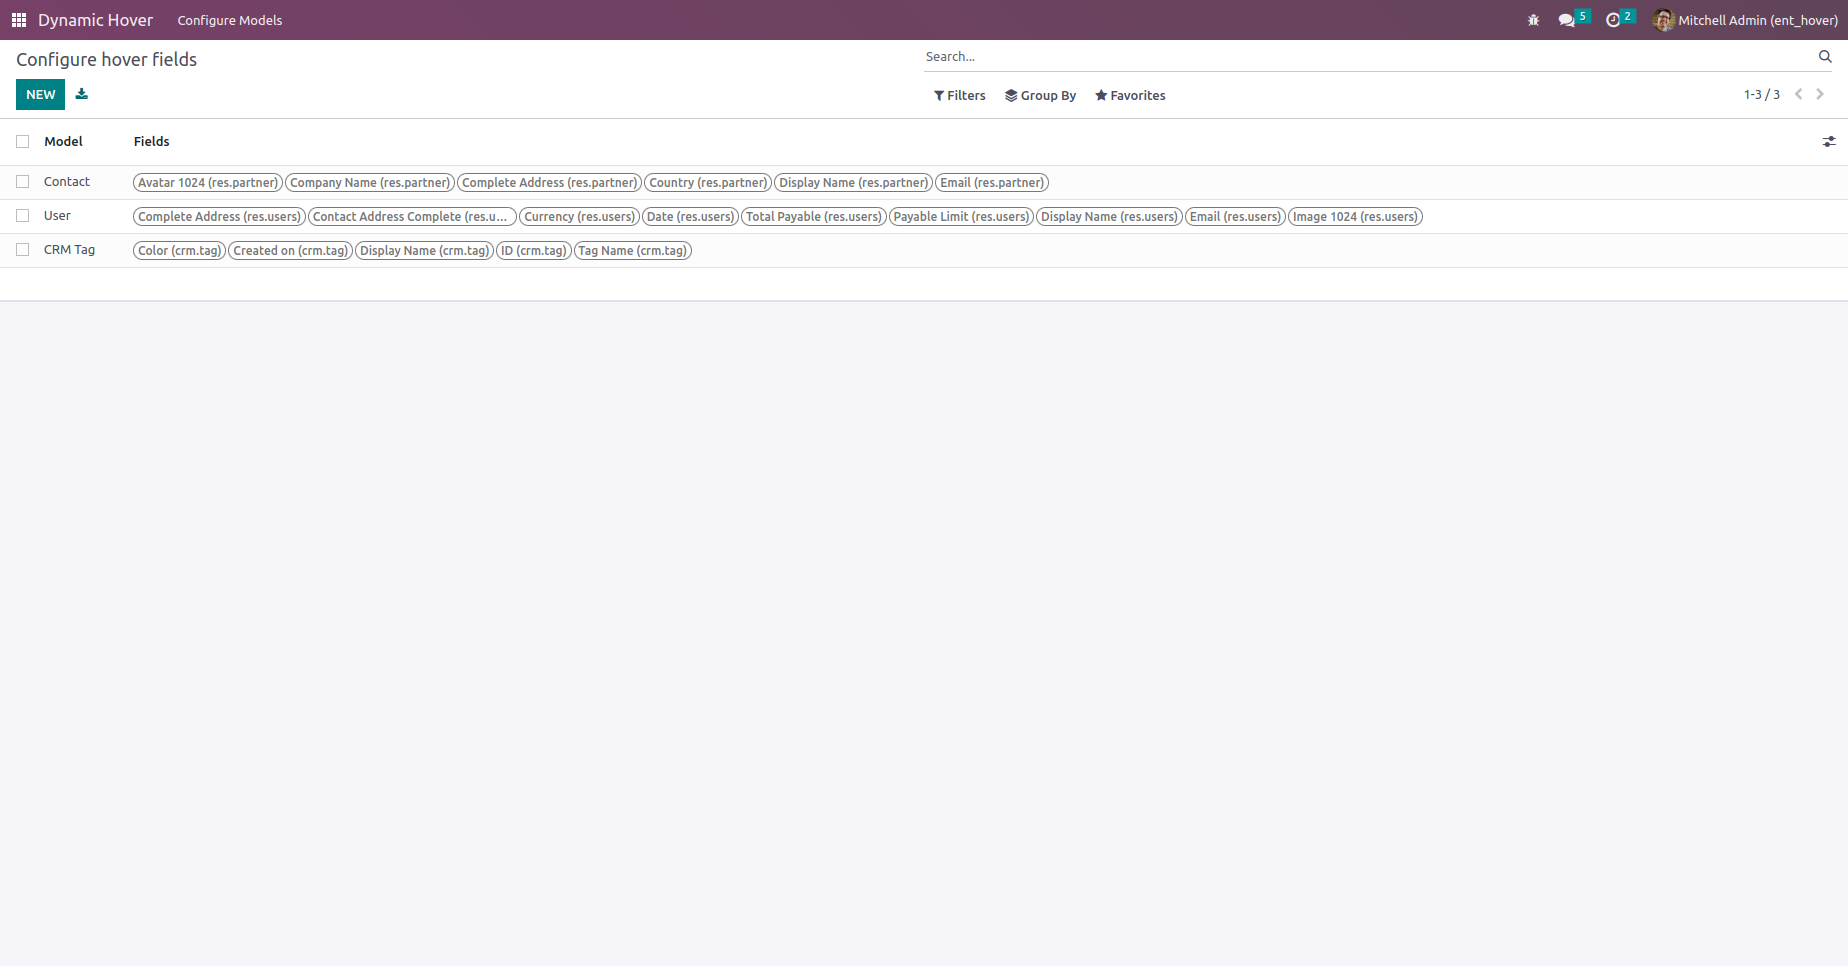 Dynamic Hover Configure Models 5 2 Mitchell Admin (ent_hover)
Configure hover fields Search...
NEW Filters Group By Favorites 1-3 / 3
Model Fields
Contact Avatar 1024 (res.partner) Company Name (res.partner) Complete Address (res.partner) Country (res.partner) Display Name (res.partner) Email (res.partner)
User Complete Address (res.users) Contact Address Complete (res.u... Currency (res.users) Date (res.users) Total Payable (res.users) Payable Limit (res.users) Display Name (res.users) Email (res.users) Image 1024 (res.users)
CRM Tag Color (crm.tag) Created on (crm.tag) Display Name (crm.tag) ID (crm.tag) Tag Name (crm.tag)